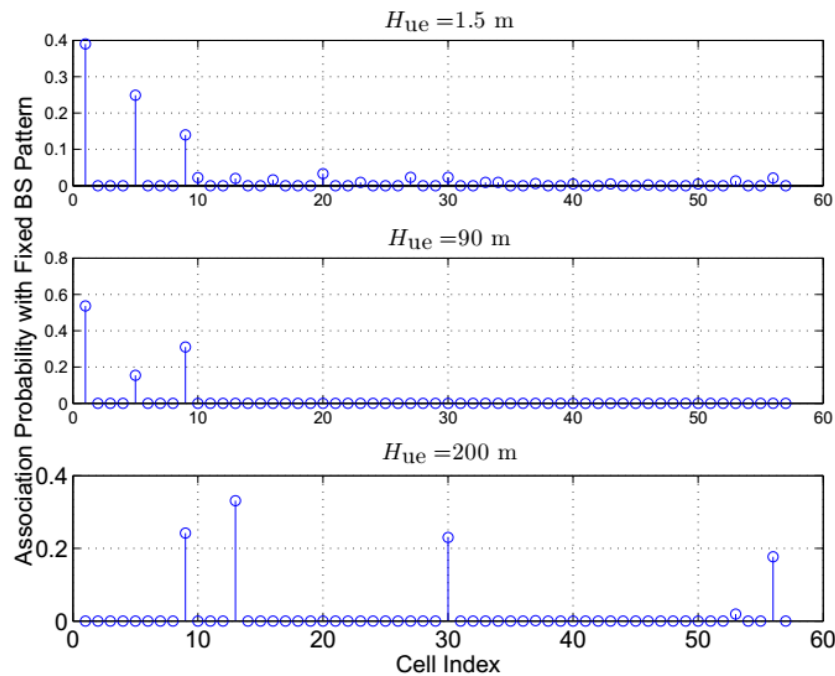 H_ue =1.5 m
0.4
0.3
0.2
0.1
0
0 10 20 30 40 50 60
H_ue =90 m
0.8
0.6
0.4
0.2
0
0 10 20 30 40 50 60
H_ue =200 m
0.4
0.2
0
0 10 20 30 40 50 60
Cell Index
Association Probability with Fixed BS Pattern